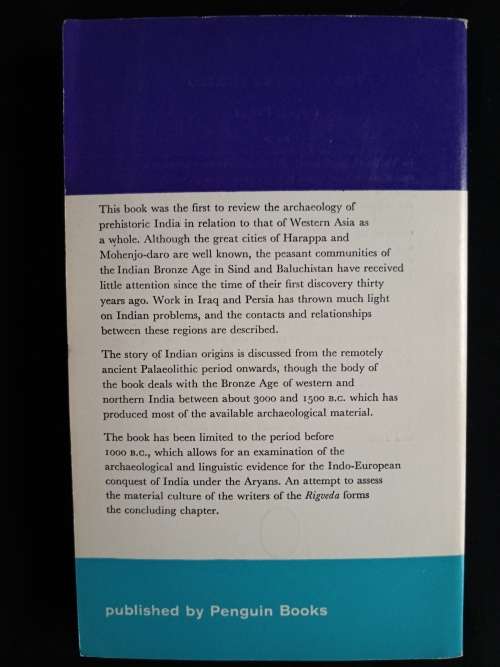 This book was the first to review the archaeology of
prehistoric India in relation to that of Western Asia as
a whole. Although the great cities of Harappa and
Mohenjo-daro are well known, the peasant communities of
the Indian Bronze Age in Sind and Baluchistan have received
little attention since the time of their first discovery thirty
years ago. Work in Iraq and Persia has thrown much light
on Indian problems, and the contacts and relationships
between these regions are described.
The story of Indian origins is discussed from the remotely
ancient Palaeolithic period onwards, though the body of
the book deals with the Bronze Age of western and
northern India between about 3000 and 1500 B.C. which has
produced most of the available archaeological material.
The book has been limited to the period before
1000 B.C., which allows for an examination of the
archaeological and linguistic evidence for the Indo-European
conquest of India under the Aryans. An attempt to assess
the material culture of the writers of the Rigveda forms
the concluding chapter.
published by Penguin Books